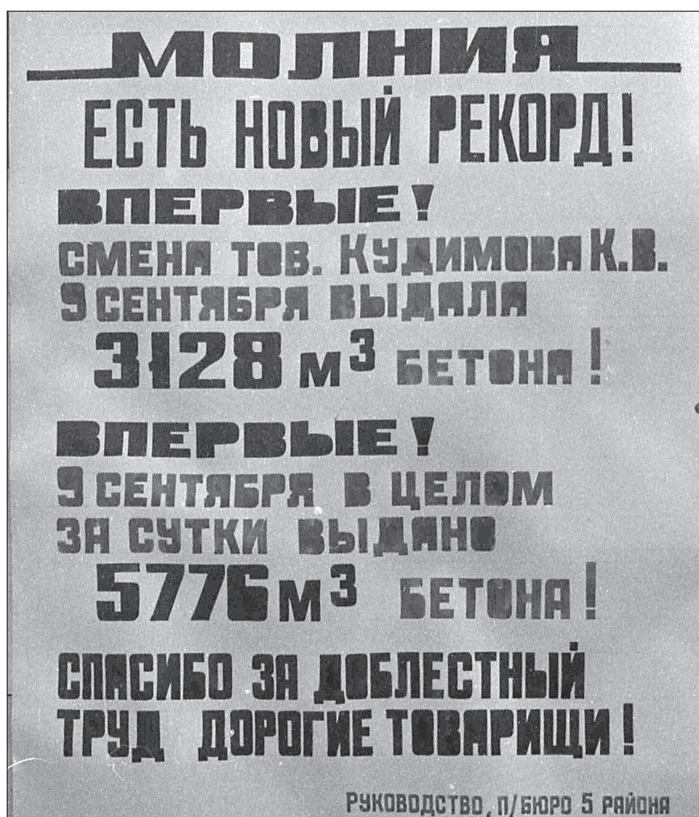 МОЛНИЯ
ЕСТЬ НОВЫЙ РЕКОРД!
ВПЕРВЫЕ!
СМЕНА ТОВ. КУДИМОВА К.В.
9 СЕНТЯБРЯ ВЫДАЛА
3128 м³ БЕТОНА!
ВПЕРВЫЕ!
9 СЕНТЯБРЯ В ЦЕЛОМ
ЗА СУТКИ ВЫДАНО
5776 м³ БЕТОНА!
СПАСИБО ЗА ДОБЛЕСТНЫЙ
ТРУД ДОРОГИЕ ТОВАРИЩИ!
РУКОВОДСТВО, П/БЮРО 5 РАЙОНА